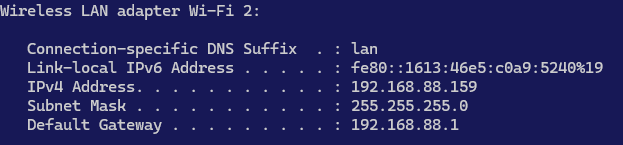 Wireless LAN adapter Wi-Fi 2:
Connection-specific DNS Suffix  . : lan
Link-local IPv6 Address . . . . . : fe80::1613:46e5:c0a9:5240%19
IPv4 Address. . . . . . . . . . . : 192.168.88.159
Subnet Mask . . . . . . . . . . . : 255.255.255.0
Default Gateway . . . . . . . . . : 192.168.88.1